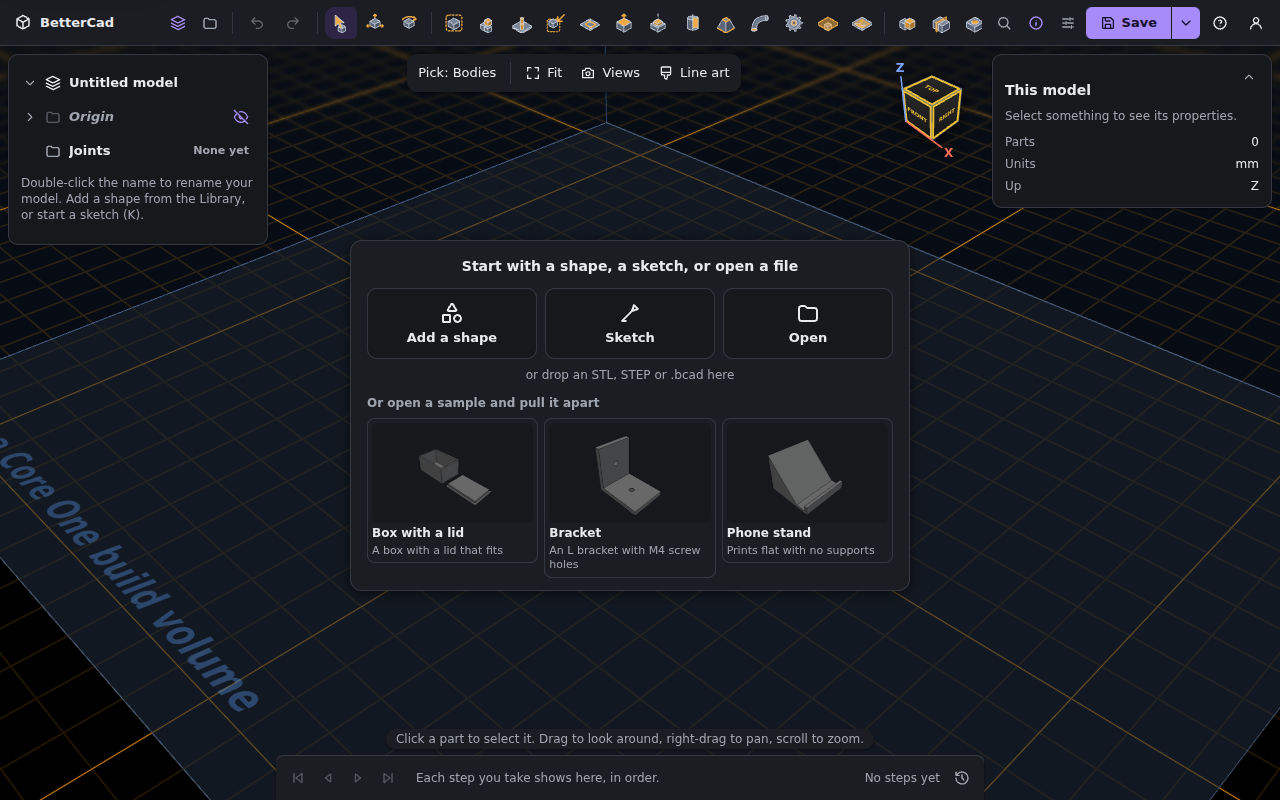 BetterCad
Save
Untitled model
Origin
Joints
None yet
Double-click the name to rename your
model. Add a shape from the Library,
or start a sketch (K).
Pick: Bodies
Fit
Views
Line art
Z
TOP
FRONT
RIGHT
X
This model
Select something to see its properties.
Parts 0
Units mm
Up Z
Start with a shape, a sketch, or open a file
Add a shape
Sketch
Open
or drop an STL, STEP or .bcad here
Or open a sample and pull it apart
Box with a lid
A box with a lid that fits
Bracket
An L bracket with M4 screw
holes
Phone stand
Prints flat with no supports
Core One build volume
Click a part to select it. Drag to look around, right-drag to pan, scroll to zoom.
Each step you take shows here, in order.
No steps yet